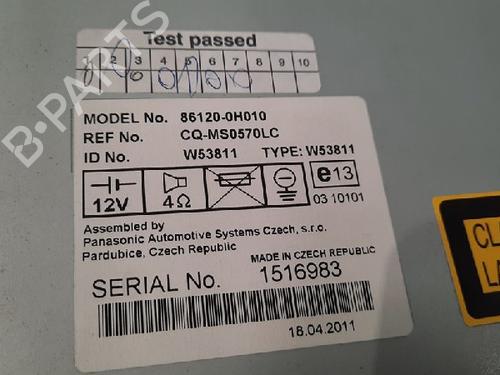 Test passed
1 2 3 4 5 6 7 8 9 10
MODEL No. 86120-0H010
REF No. CQ-MS0570LC
ID No. W53811 TYPE: W53811
12V 4Ω e13
03 10101
Assembled by
Panasonic Automotive Systems Czech, s.r.o.
Pardubice, Czech Republic
MADE IN CZECH REPUBLIC
SERIAL No. 1516983
18.04.2011
CL
LA
B-PARTS